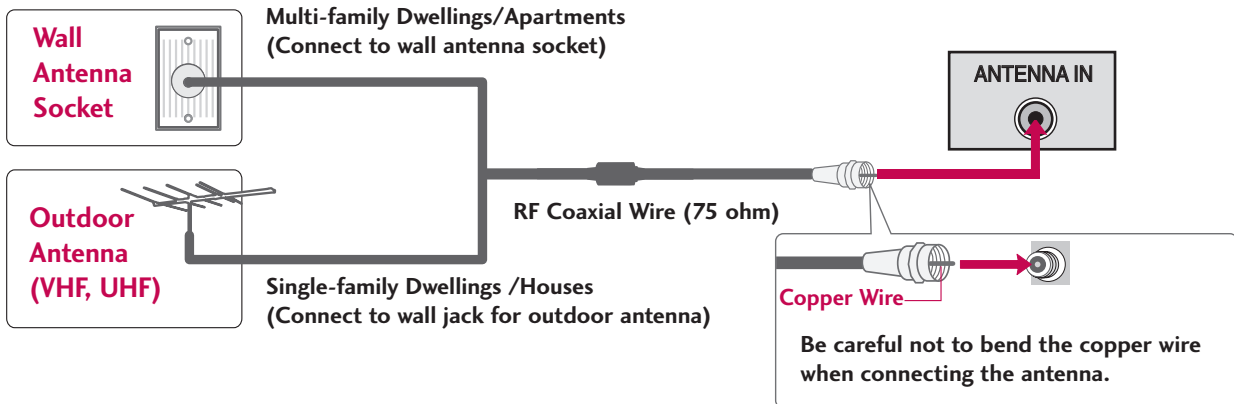 Wall
Antenna
Socket
Multi-family Dwellings/Apartments
(Connect to wall antenna socket)
ANTENNA IN
Outdoor
Antenna
(VHF, UHF)
RF Coaxial Wire (75 ohm)
Single-family Dwellings /Houses
(Connect to wall jack for outdoor antenna)
Copper Wire
Be careful not to bend the copper wire
when connecting the antenna.